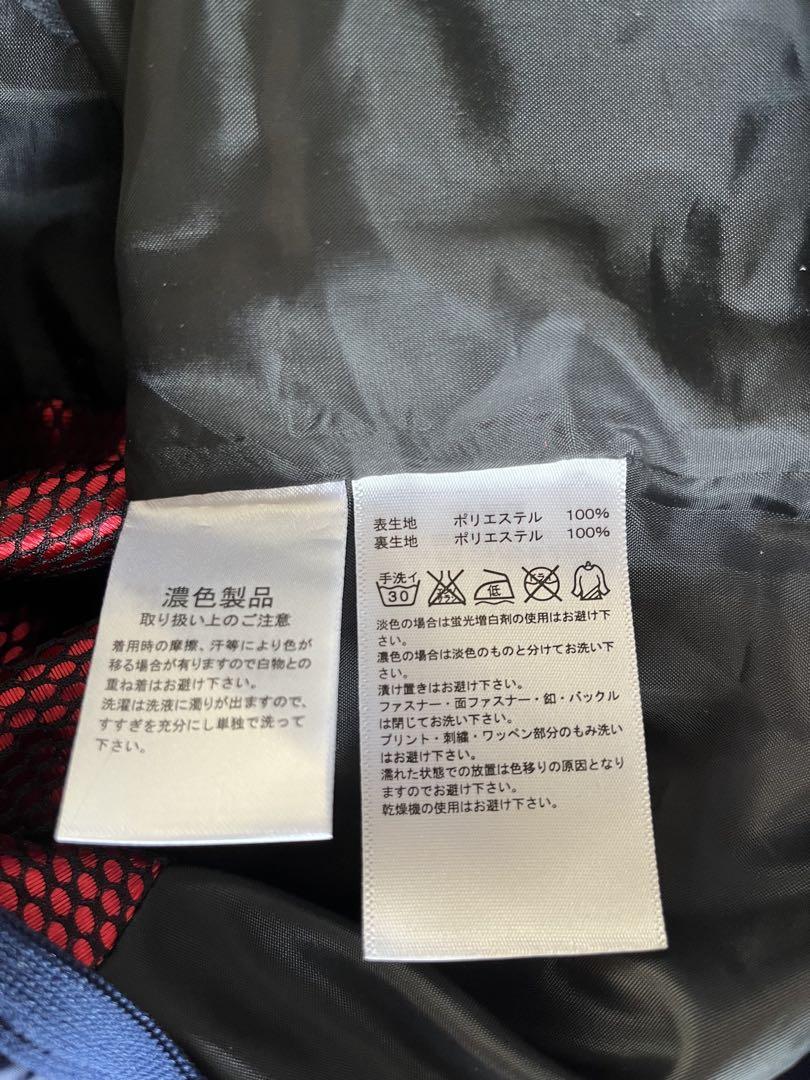 濃色製品
取り扱い上のご注意
着用時の摩擦、汗等により色が
移る場合が有りますので白物との
重ね着はお避け下さい。
洗濯は洗液に濁りが出ますので、
すすぎを充分にし単独で洗って
下さい。
表生地 ポリエステル 100%
裏生地 ポリエステル 100%
手洗イ 30 低
淡色の場合は蛍光増白剤の使用はお避け下
さい。
濃色の場合は淡色のものと分けてお洗い下
さい。
漬け置きはお避け下さい。
ファスナー・面ファスナー・釦・バックル
は閉じてお洗い下さい。
プリント・刺繍・ワッペン部分のもみ洗い
はお避け下さい。
濡れた状態での放置は色移りの原因となり
ますのでお避け下さい。
乾燥機の使用はお避け下さい。